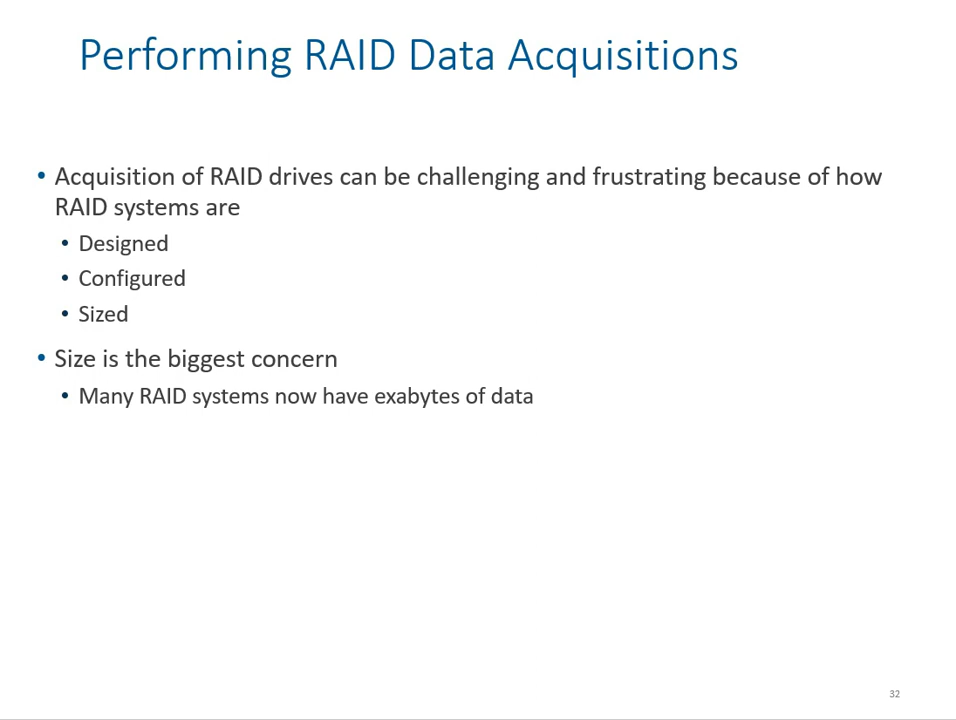 Performing RAID Data Acquisitions
• Acquisition of RAID drives can be challenging and frustrating because of how
RAID systems are
• Designed
• Configured
• Sized
• Size is the biggest concern
• Many RAID systems now have exabytes of data
32